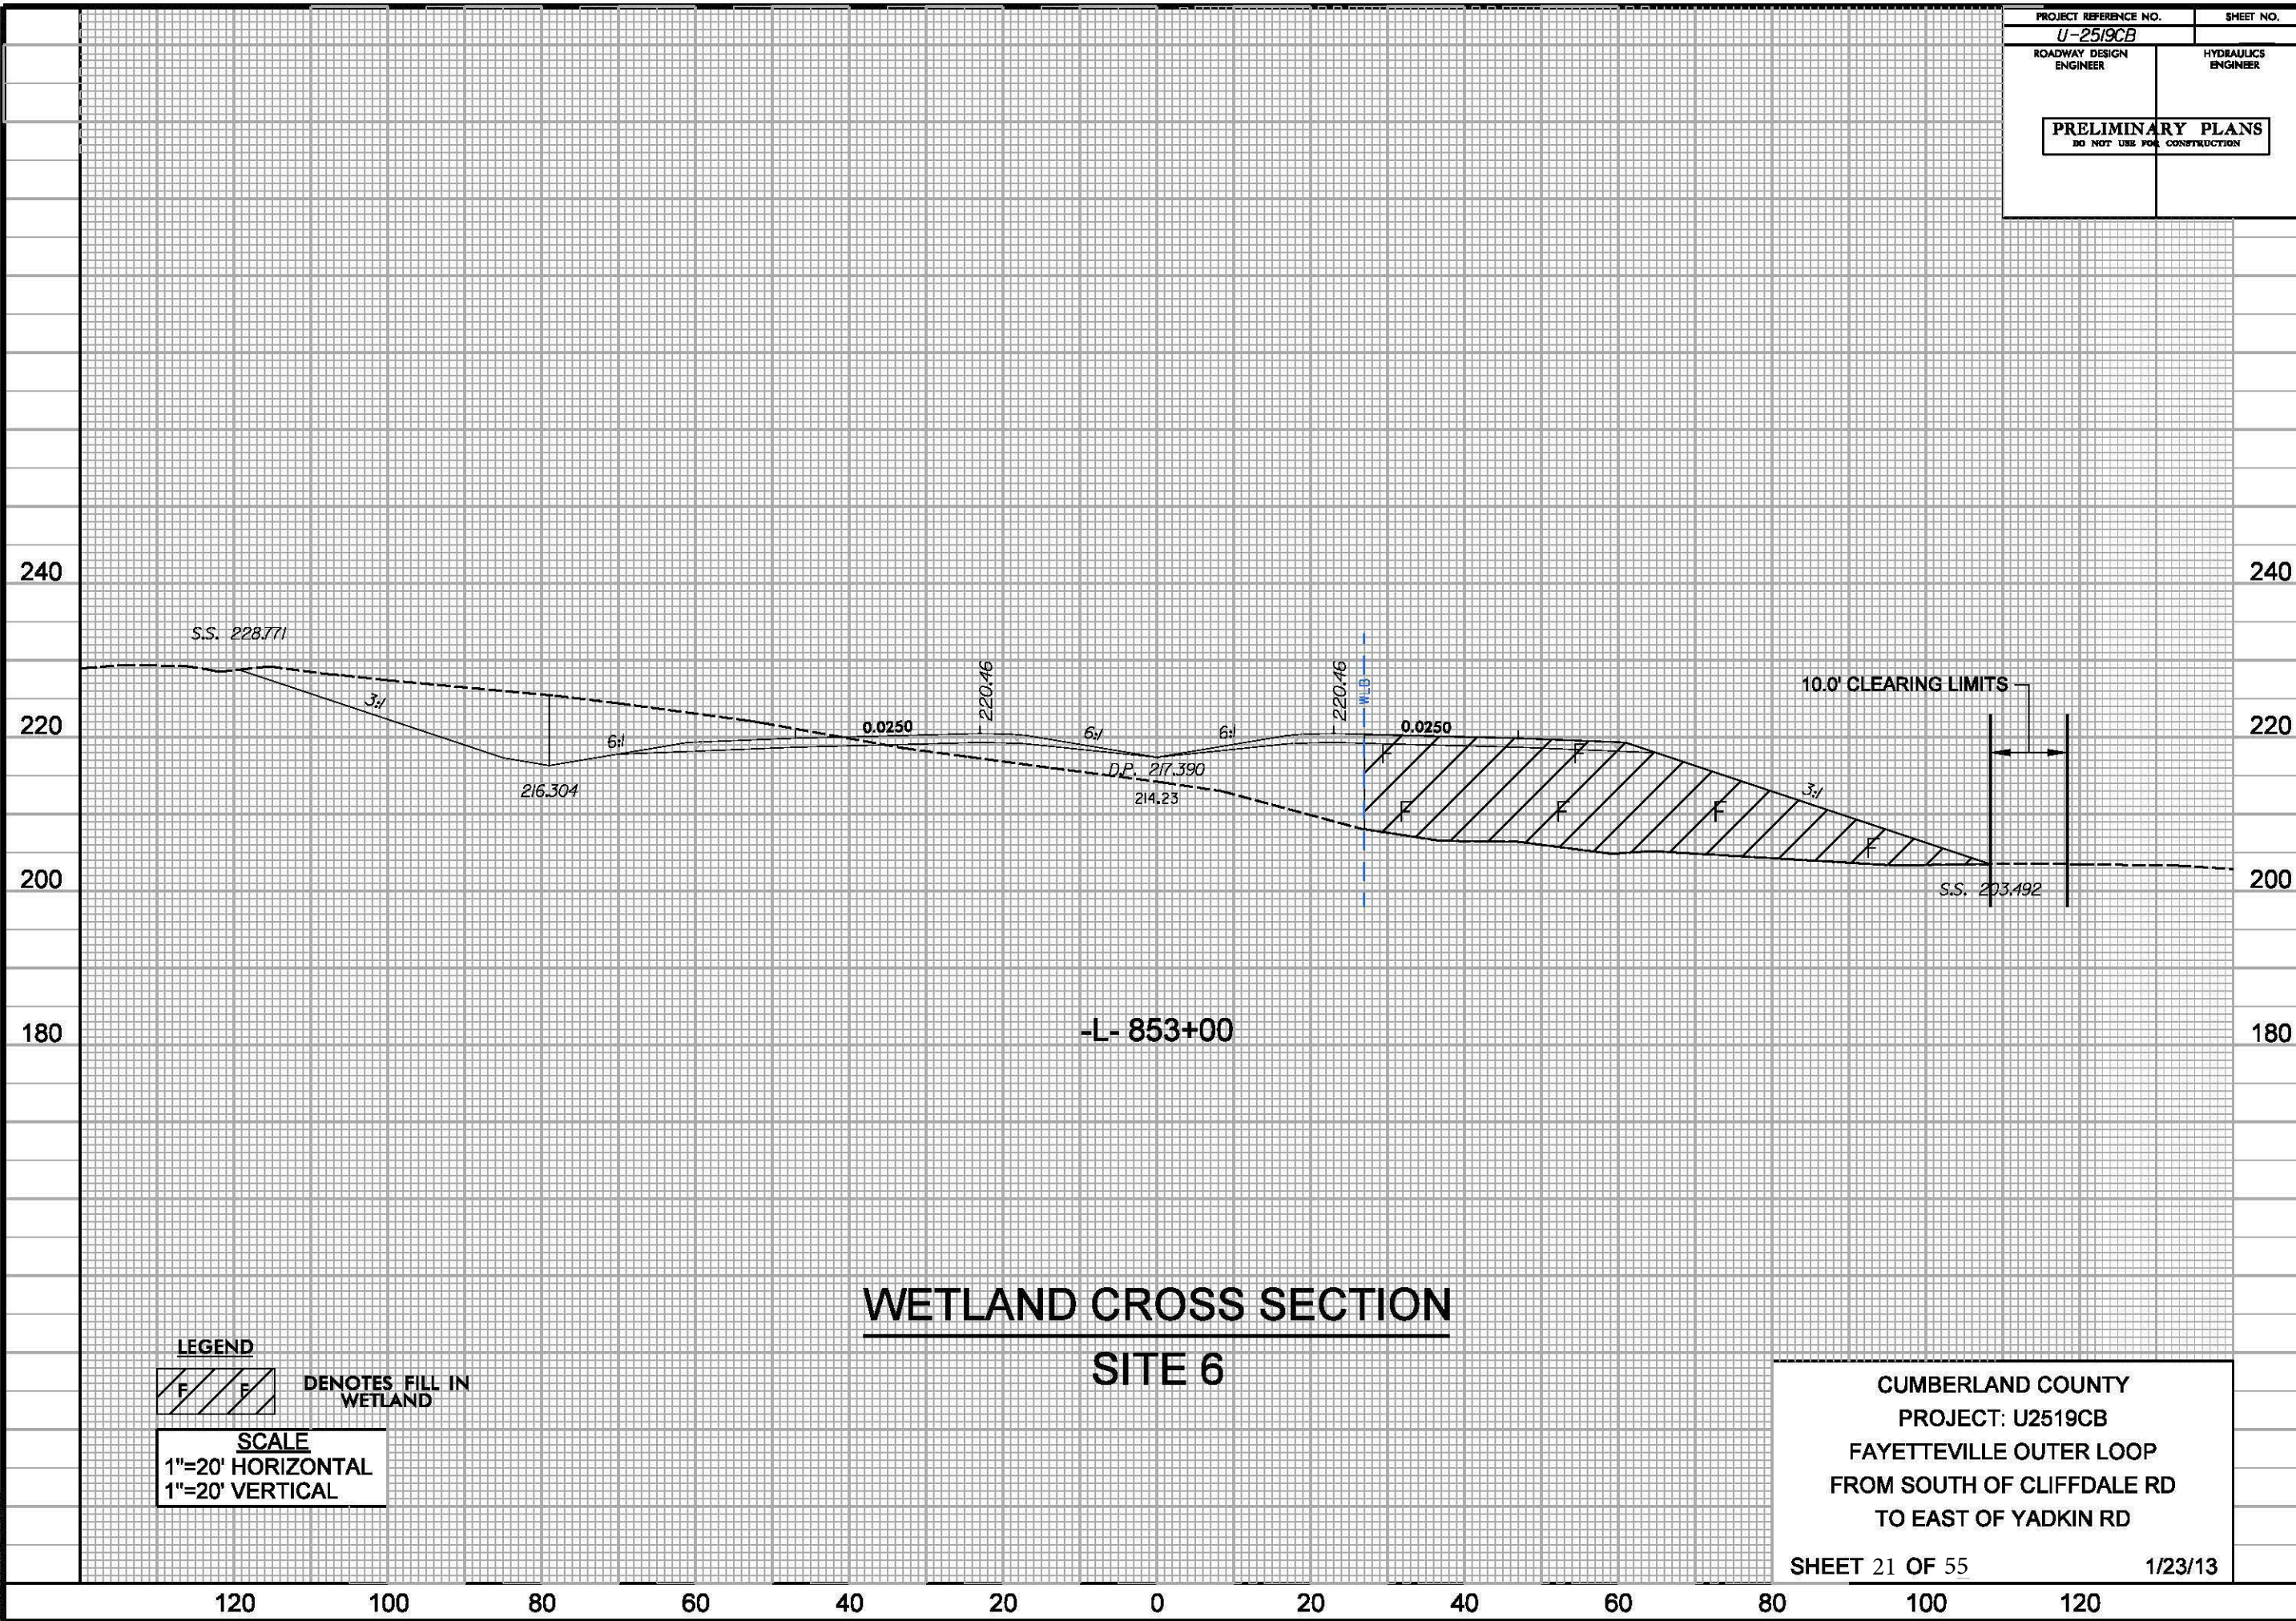 PROJECT REFERENCE NO. SHEET NO.
U-2519CB
ROADWAY DESIGN ENGINEER
HYDRAULICS ENGINEER
PRELIMINARY PLANS
DO NOT USE FOR CONSTRUCTION
240 240
S.S. 228.771
220.46 220.46
WLB
10.0' CLEARING LIMITS
3:1
220 220
6:1
0.0250
6:1
6:1
0.0250
D.P. 217.390
216.304
214.23
3:1
200 200
S.S. 203.492
180 180
-L- 853+00
F F F F F F
WETLAND CROSS SECTION
SITE 6
LEGEND
F F
DENOTES FILL IN
WETLAND
SCALE
1"=20' HORIZONTAL
1"=20' VERTICAL
CUMBERLAND COUNTY
PROJECT: U2519CB
FAYETTEVILLE OUTER LOOP
FROM SOUTH OF CLIFFDALE RD
TO EAST OF YADKIN RD
SHEET 21 OF 55 1/23/13
120 100 80 60 40 20 0 20 40 60 80 100 120